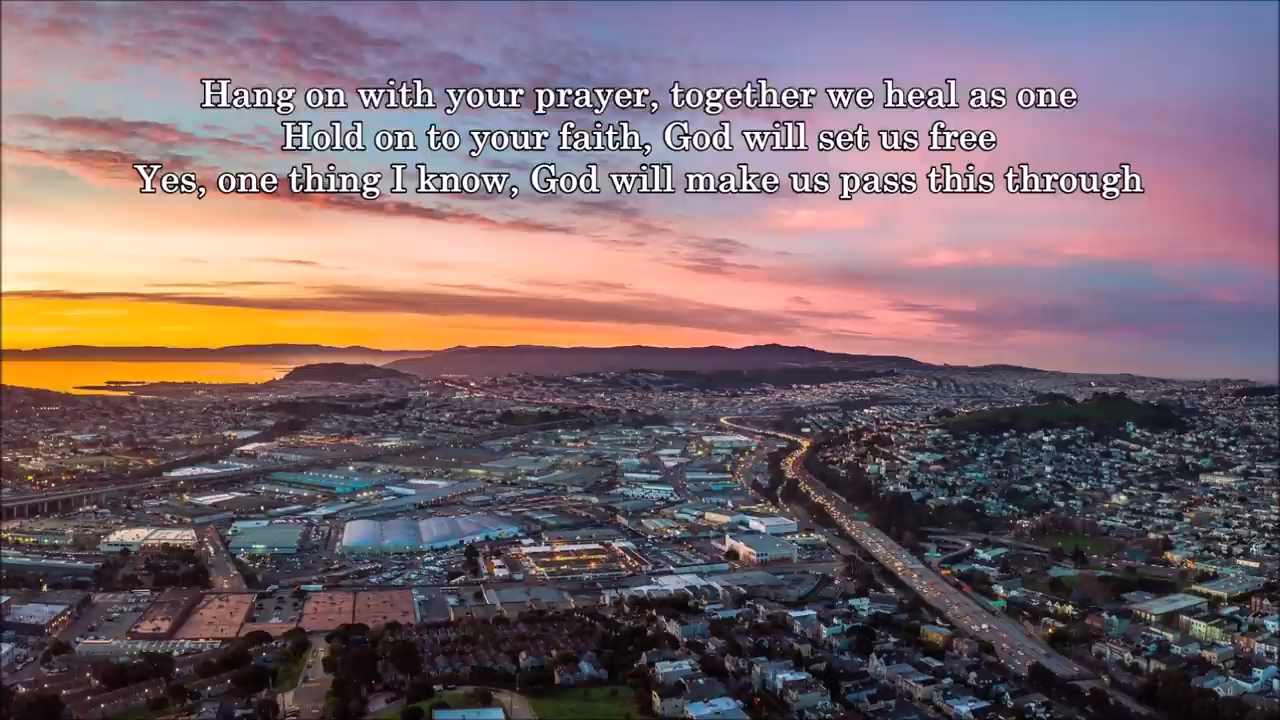 Hang on with your prayer, together we heal as one
Hold on to your faith, God will set us free
Yes, one thing I know, God will make us pass this through